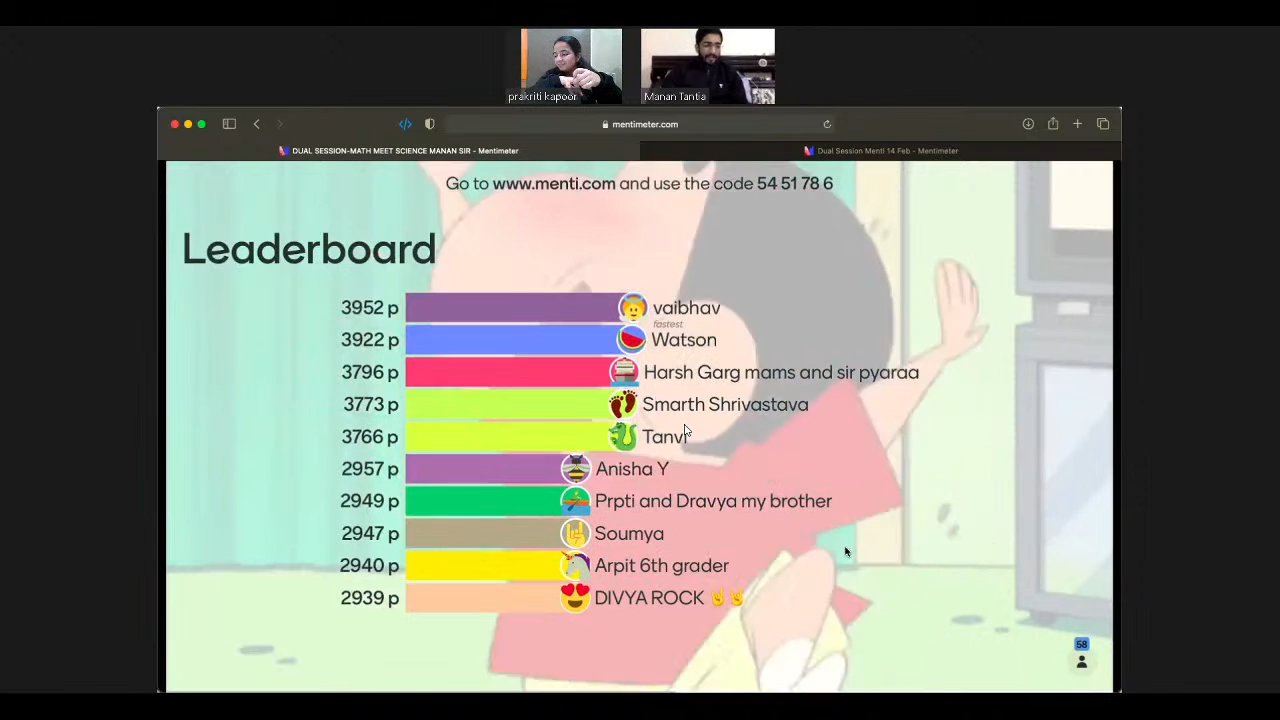 prakriti kapoor
Manan Tantia
mentimeter.com
DUAL SESSION-MATH MEET SCIENCE MANAN SIR - Mentimeter
Dual Session Menti 14 Feb - Mentimeter
Go to www.menti.com and use the code 54 51 78 6
Leaderboard
3952 p vaibhav
fastest
3922 p Watson
3796 p Harsh Garg mams and sir pyaraa
3773 p Smarth Shrivastava
3766 p Tanvi
2957 p Anisha Y
2949 p Prpti and Dravya my brother
2947 p Soumya
2940 p Arpit 6th grader
2939 p DIVYA ROCK 🤘🤘
58